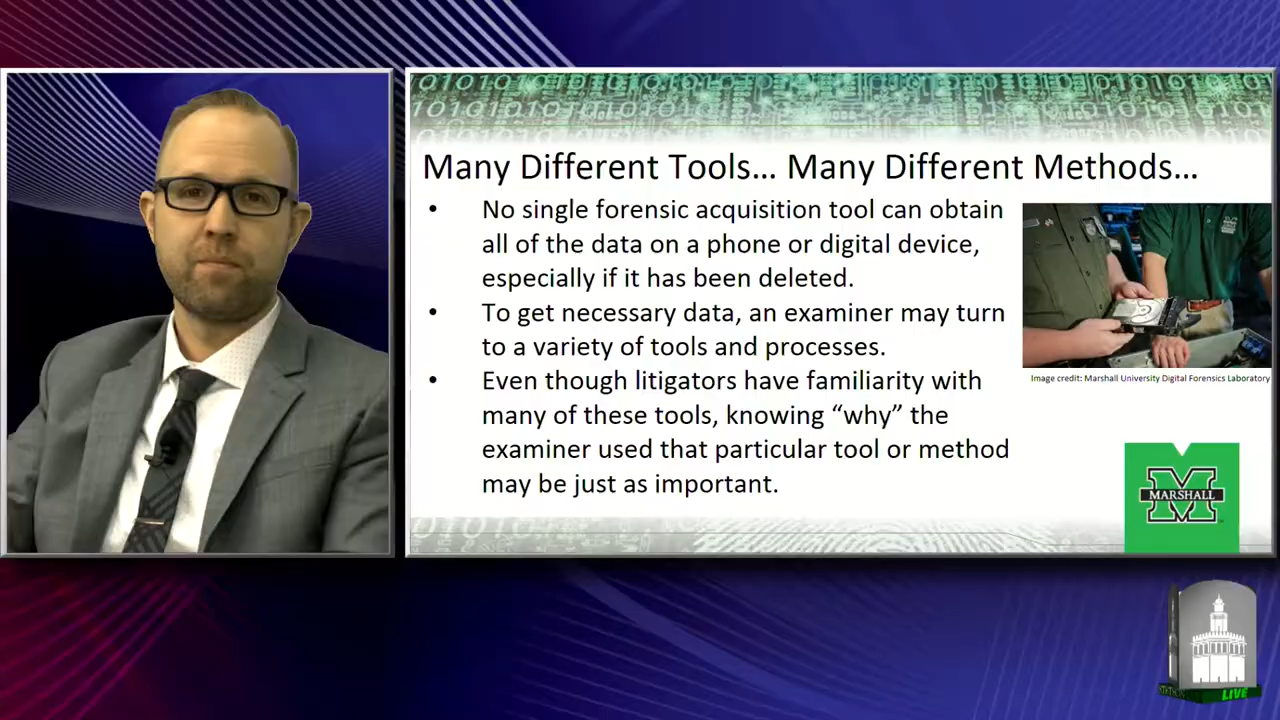 Many Different Tools... Many Different Methods...
• No single forensic acquisition tool can obtain
all of the data on a phone or digital device,
especially if it has been deleted.
• To get necessary data, an examiner may turn
to a variety of tools and processes.
• Even though litigators have familiarity with
many of these tools, knowing “why” the
examiner used that particular tool or method
may be just as important.
Image credit: Marshall University Digital Forensics Laboratory
MARSHALL
STETSON
LIVE